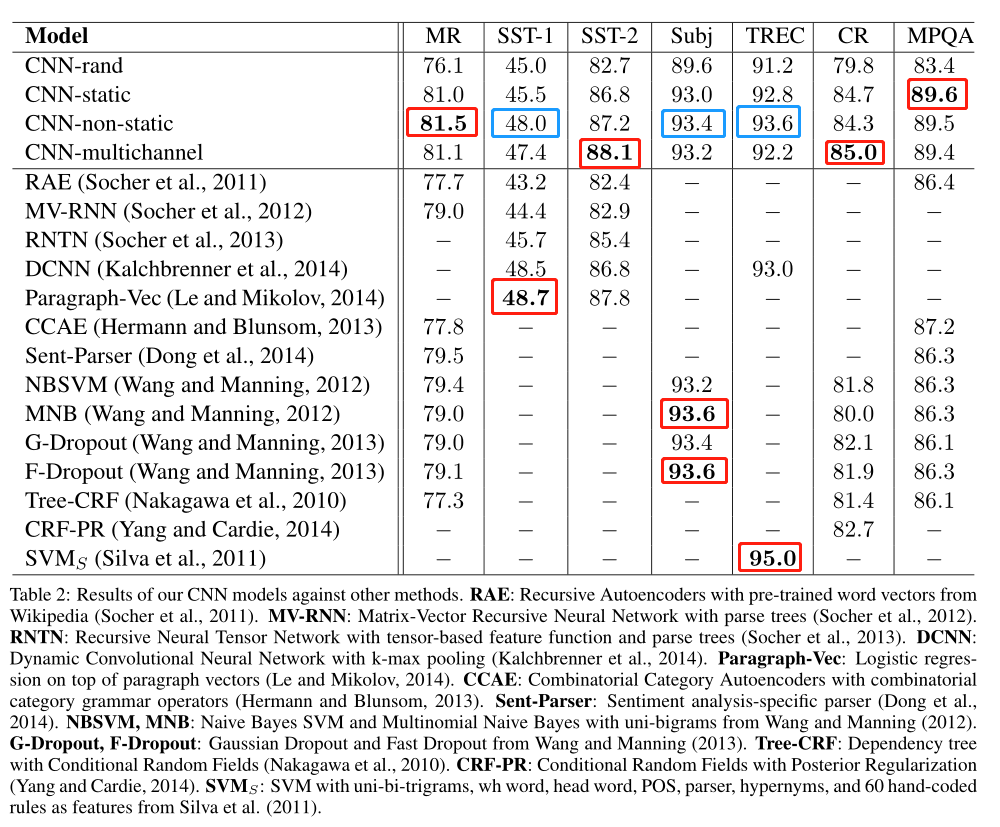 Model MR SST-1 SST-2 Subj TREC CR MPQA
CNN-rand 76.1 45.0 82.7 89.6 91.2 79.8 83.4
CNN-static 81.0 45.5 86.8 93.0 92.8 84.7 89.6
CNN-non-static 81.5 48.0 87.2 93.4 93.6 84.3 89.5
CNN-multichannel 81.1 47.4 88.1 93.2 92.2 85.0 89.4
RAE (Socher et al., 2011) 77.7 43.2 82.4 – – – 86.4
MV-RNN (Socher et al., 2012) 79.0 44.4 82.9 – – – –
RNTN (Socher et al., 2013) – 45.7 85.4 – – – –
DCNN (Kalchbrenner et al., 2014) – 48.5 86.8 – 93.0 – –
Paragraph-Vec (Le and Mikolov, 2014) – 48.7 87.8 – – – –
CCAE (Hermann and Blunsom, 2013) 77.8 – – – – – 87.2
Sent-Parser (Dong et al., 2014) 79.5 – – – – – 86.3
NBSVM (Wang and Manning, 2012) 79.4 – – 93.2 – 81.8 86.3
MNB (Wang and Manning, 2012) 79.0 – – 93.6 – 80.0 86.3
G-Dropout (Wang and Manning, 2013) 79.0 – – 93.4 – 82.1 86.1
F-Dropout (Wang and Manning, 2013) 79.1 – – 93.6 – 81.9 86.3
Tree-CRF (Nakagawa et al., 2010) 77.3 – – – – 81.4 86.1
CRF-PR (Yang and Cardie, 2014) – – – – – 82.7 –
SVM_S (Silva et al., 2011) – – – – 95.0 – –
Table 2: Results of our CNN models against other methods. RAE: Recursive Autoencoders with pre-trained word vectors from
Wikipedia (Socher et al., 2011). MV-RNN: Matrix-Vector Recursive Neural Network with parse trees (Socher et al., 2012).
RNTN: Recursive Neural Tensor Network with tensor-based feature function and parse trees (Socher et al., 2013). DCNN:
Dynamic Convolutional Neural Network with k-max pooling (Kalchbrenner et al., 2014). Paragraph-Vec: Logistic regres-
sion on top of paragraph vectors (Le and Mikolov, 2014). CCAE: Combinatorial Category Autoencoders with combinatorial
category grammar operators (Hermann and Blunsom, 2013). Sent-Parser: Sentiment analysis-specific parser (Dong et al.,
2014). NBSVM, MNB: Naive Bayes SVM and Multinomial Naive Bayes with uni-bigrams from Wang and Manning (2012).
G-Dropout, F-Dropout: Gaussian Dropout and Fast Dropout from Wang and Manning (2013). Tree-CRF: Dependency tree
with Conditional Random Fields (Nakagawa et al., 2010). CRF-PR: Conditional Random Fields with Posterior Regularization
(Yang and Cardie, 2014). SVM_S: SVM with uni-bi-trigrams, wh word, head word, POS, parser, hypernyms, and 60 hand-coded
rules as features from Silva et al. (2011).